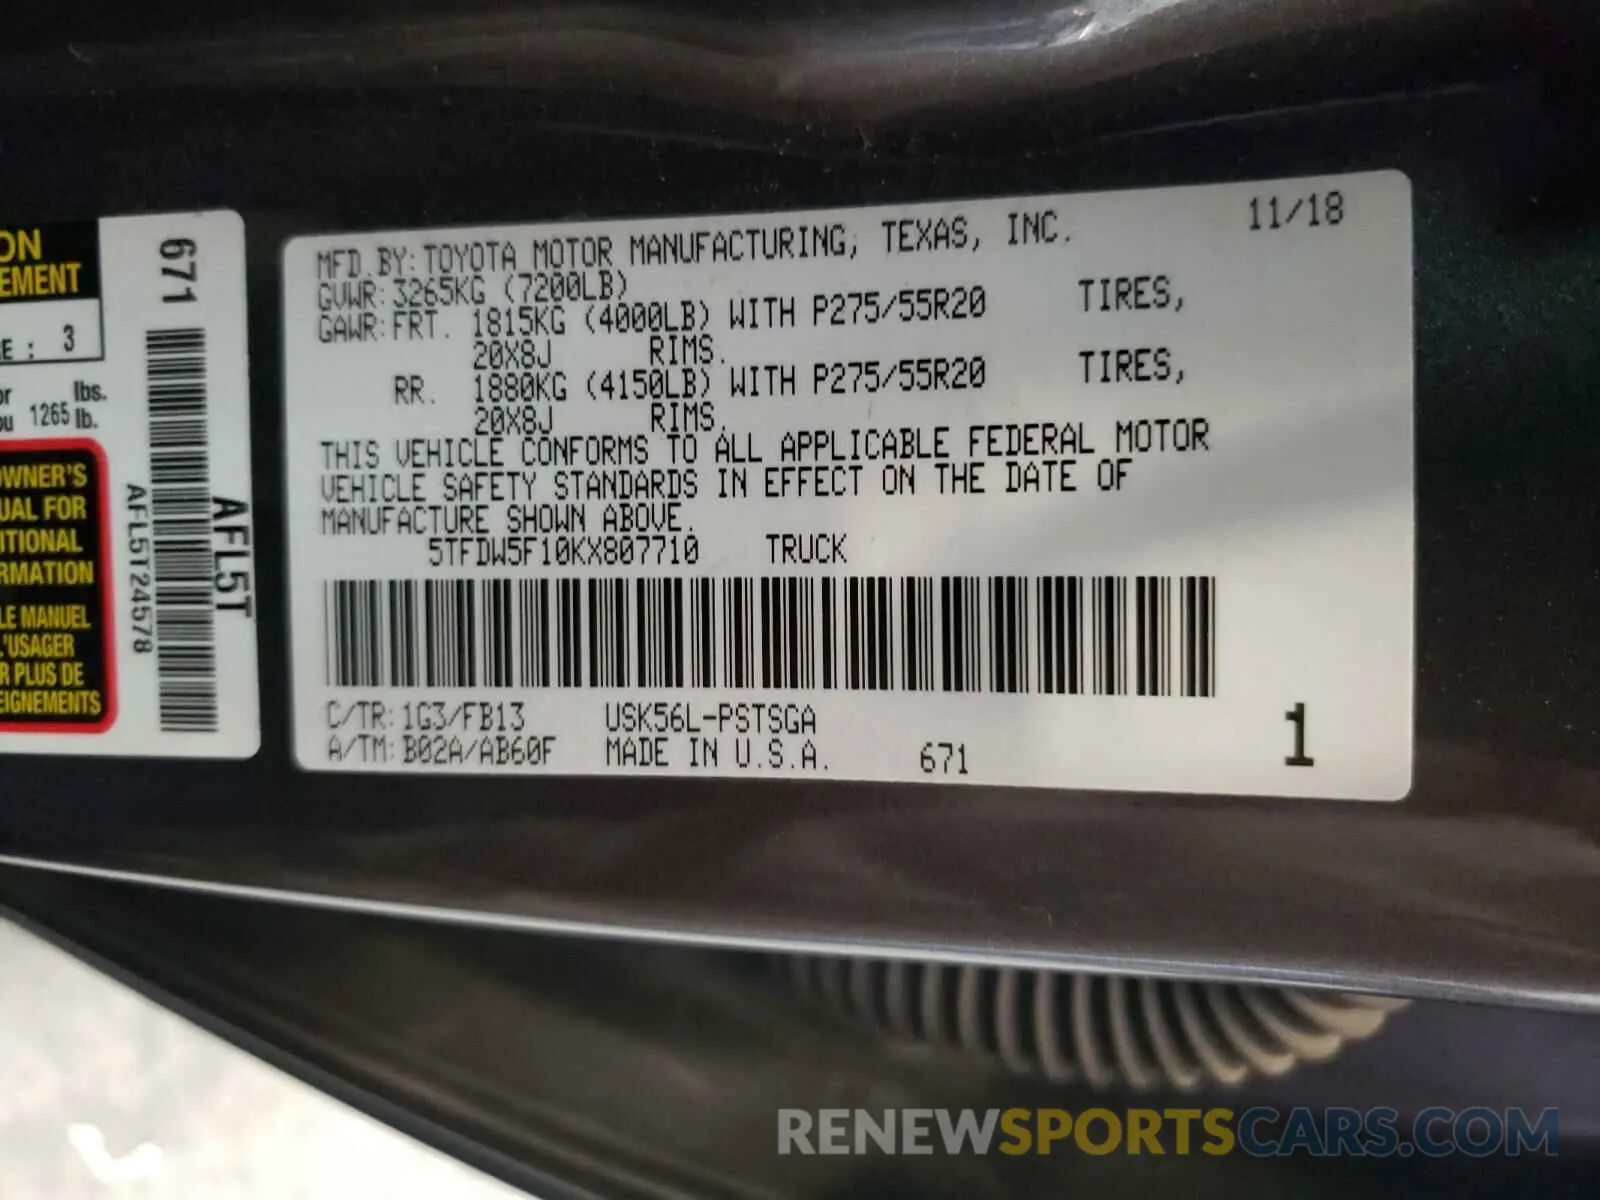 ON
EMENT
E : 3
or lbs.
ou 1265 lb.
OWNER'S
UAL FOR
ITIONAL
RMATION
LE MANUEL
L'USAGER
R PLUS DE
EIGNEMENTS
671
AFL5T24578
AFL5T
MFD.BY:TOYOTA MOTOR MANUFACTURING, TEXAS, INC. 11/18
GVWR:3265KG (7200LB)
GAWR:FRT. 1815KG (4000LB) WITH P275/55R20 TIRES,
20X8J RIMS.
RR. 1880KG (4150LB) WITH P275/55R20 TIRES,
20X8J RIMS.
THIS VEHICLE CONFORMS TO ALL APPLICABLE FEDERAL MOTOR
VEHICLE SAFETY STANDARDS IN EFFECT ON THE DATE OF
MANUFACTURE SHOWN ABOVE.
5TFDW5F10KX807710 TRUCK
C/TR:1G3/FB13 USK56L-PSTSGA
A/TM:B02A/AB60F MADE IN U.S.A. 671
1
RENEWSPORTSCARS.COM